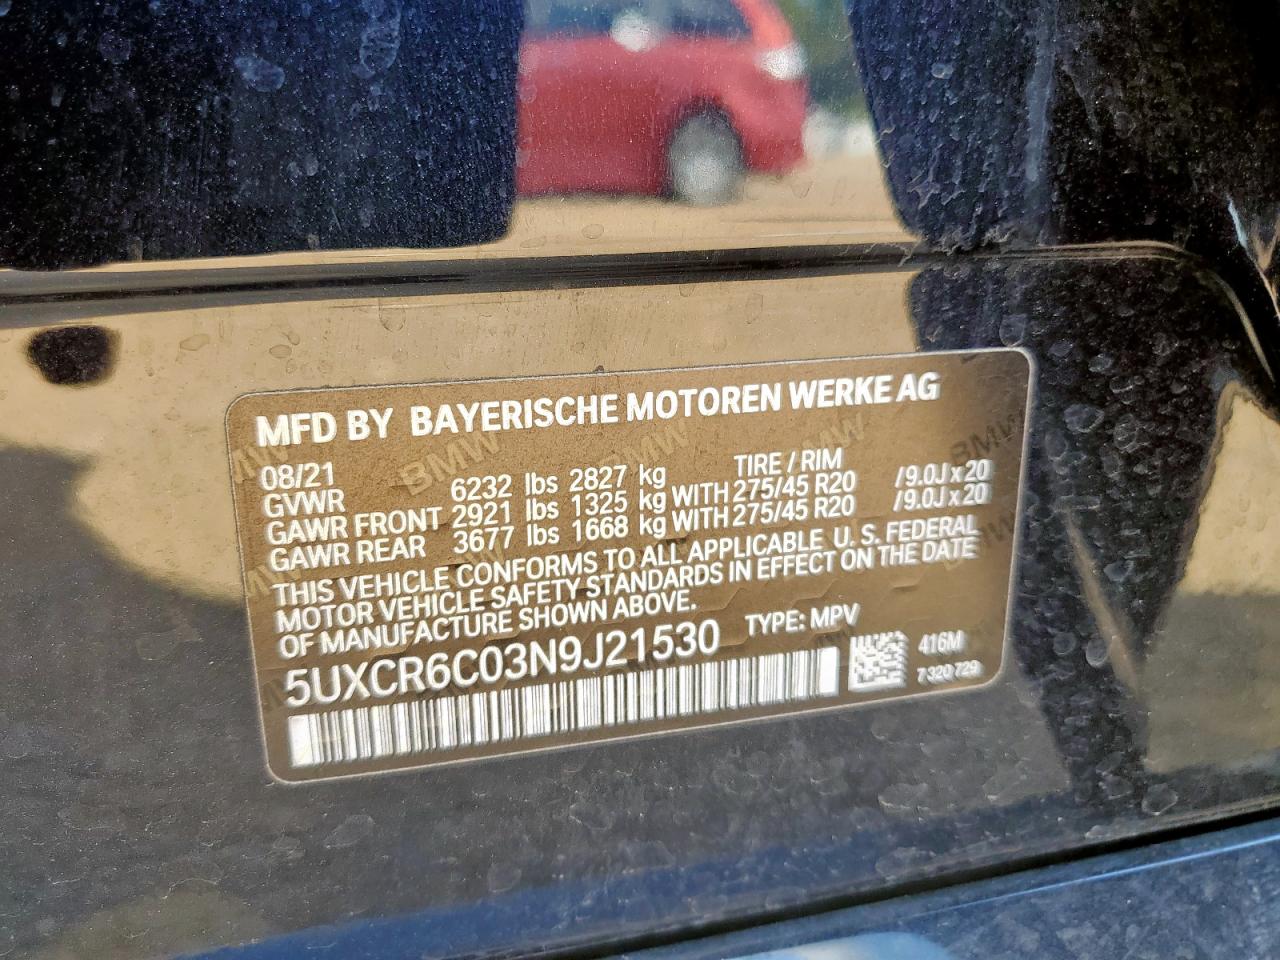 MFD BY BAYERISCHE MOTOREN WERKE AG
08/21 TIRE / RIM
GVWR 6232 lbs 2827 kg
GAWR FRONT 2921 lbs 1325 kg WITH 275/45 R20 /9.0J x 20
GAWR REAR 3677 lbs 1668 kg WITH 275/45 R20 /9.0J x 20
THIS VEHICLE CONFORMS TO ALL APPLICABLE U. S. FEDERAL
MOTOR VEHICLE SAFETY STANDARDS IN EFFECT ON THE DATE
OF MANUFACTURE SHOWN ABOVE.
5UXCR6C03N9J21530 TYPE: MPV
416M
7 320 729
BMW
BMW
BMW